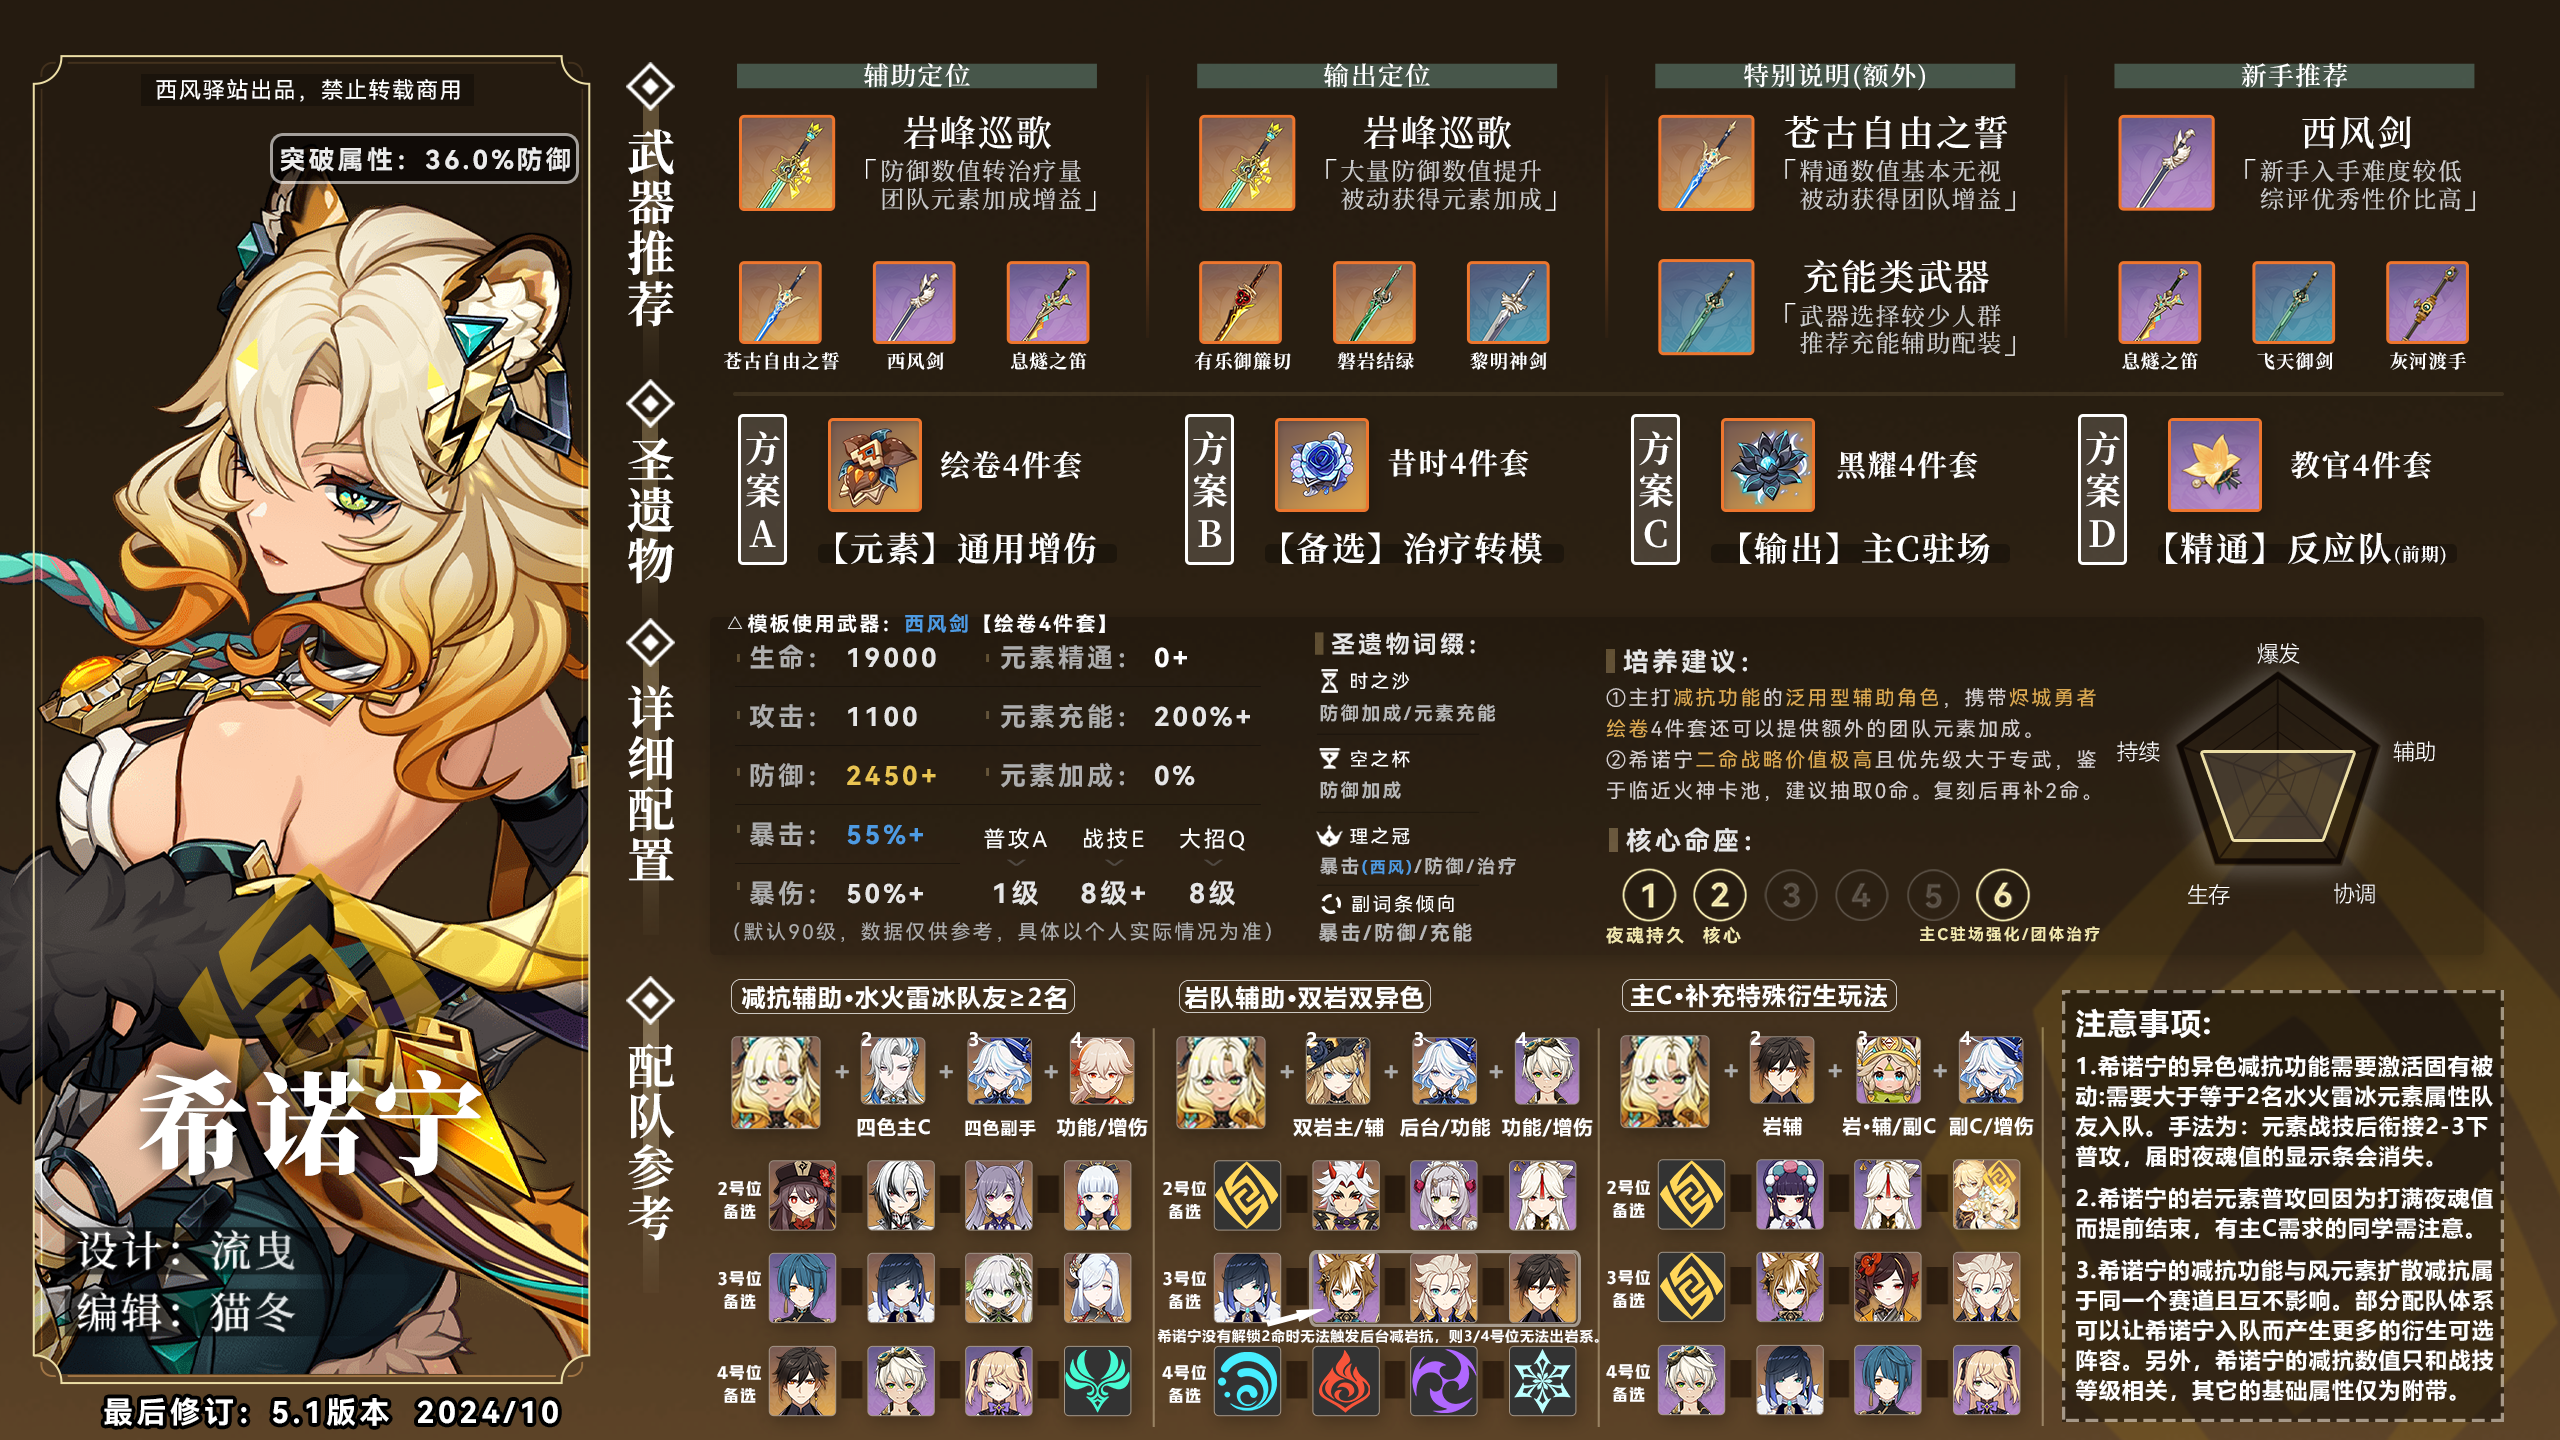 西风驿站出品，禁止转载商用
突破属性：36.0%防御
希诺宁
设计：流曳
编辑：猫冬
最后修订：5.1版本 2024/10
武器推荐
辅助定位
岩峰巡歌
「防御数值转治疗量
团队元素加成增益」
苍古自由之誓 西风剑 息燧之笛
输出定位
岩峰巡歌
「大量防御数值提升
被动获得元素加成」
有乐御簾切 磐岩结绿 黎明神剑
特别说明(额外)
苍古自由之誓
「精通数值基本无视
被动获得团队增益」
充能类武器
「武器选择较少人群
推荐充能辅助配装」
新手推荐
西风剑
「新手入手难度较低
综评优秀性价比高」
息燧之笛 飞天御剑 灰河渡手
圣遗物
方案A
绘卷4件套
【元素】通用增伤
方案B
昔时4件套
【备选】治疗转模
方案C
黑耀4件套
【输出】主C驻场
方案D
教官4件套
【精通】反应队(前期)
详细配置
△模板使用武器：西风剑【绘卷4件套】
生命：19000 元素精通：0+
攻击：1100 元素充能：200%+
防御：2450+ 元素加成：0%
暴击：55%+ 普攻A 战技E 大招Q
暴伤：50%+ 1级 8级+ 8级
(默认90级，数据仅供参考，具体以个人实际情况为准)
圣遗物词缀：
时之沙
防御加成/元素充能
空之杯
防御加成
理之冠
暴击(西风)/防御/治疗
副词条倾向
暴击/防御/充能
培养建议：
①主打减抗功能的泛用型辅助角色，携带烬城勇者
绘卷4件套还可以提供额外的团队元素加成。
②希诺宁二命战略价值极高且优先级大于专武，鉴
于临近火神卡池，建议抽取0命。复刻后再补2命。
核心命座：
1 2 3 4 5 6
夜魂持久 核心 主C驻场强化/团体治疗
爆发
持续 辅助
生存 协调
配队参考
减抗辅助·水火雷冰队友≥2名
+ 2 + 3 + 4
四色主C 四色副手 功能/增伤
2号位
备选
3号位
备选
4号位
备选
岩队辅助·双岩双异色
+ 2 + 3 + 4
双岩主/辅 后台/功能 功能/增伤
2号位
备选
3号位
备选
希诺宁没有解锁2命时无法触发后台减岩抗，则3/4号位无法出岩系。
4号位
备选
主C·补充特殊衍生玩法
+ 2 + 3 + 4
岩辅 岩·辅/副C 副C/增伤
2号位
备选
3号位
备选
4号位
备选
注意事项:
1.希诺宁的异色减抗功能需要激活固有被
动:需要大于等于2名水火雷冰元素属性队
友入队。手法为：元素战技后衔接2-3下
普攻，届时夜魂值的显示条会消失。
2.希诺宁的岩元素普攻回因为打满夜魂值
而提前结束，有主C需求的同学需注意。
3.希诺宁的减抗功能与风元素扩散减抗属
于同一个赛道且互不影响。部分配队体系
可以让希诺宁入队而产生更多的衍生可选
阵容。另外，希诺宁的减抗数值只和战技
等级相关，其它的基础属性仅为附带。